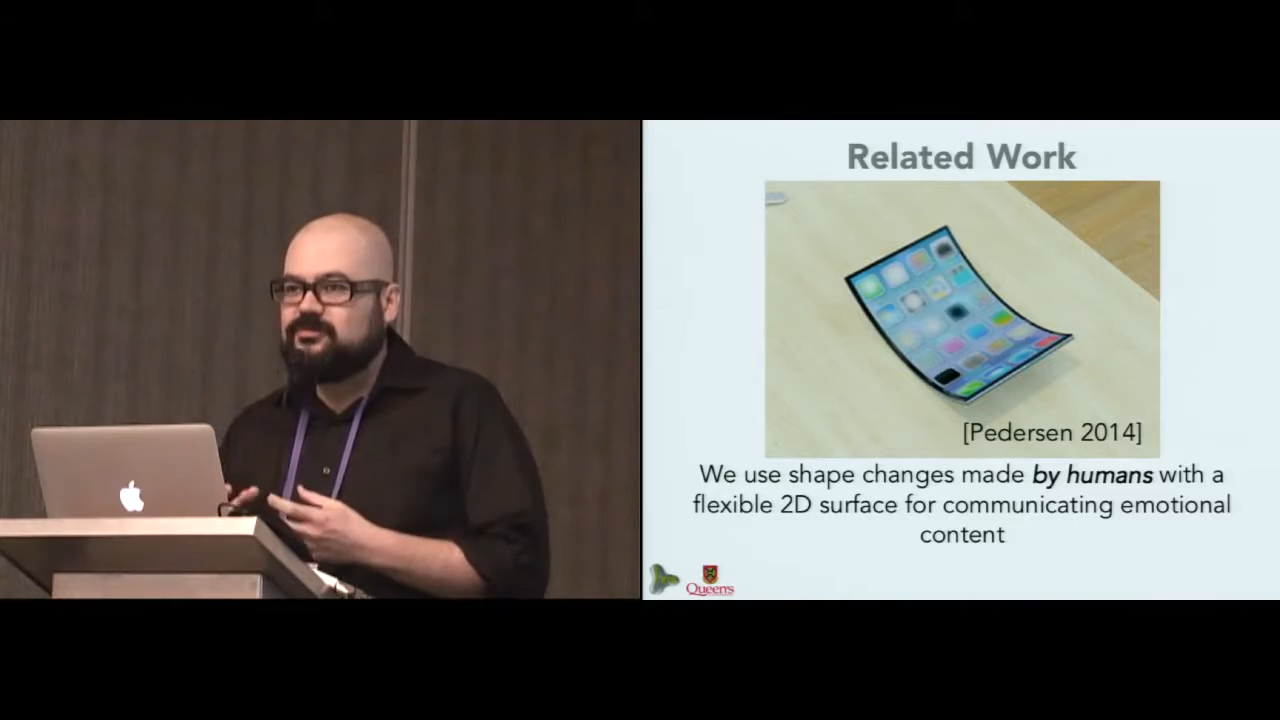 Related Work
[Pedersen 2014]
We use shape changes made by humans with a
flexible 2D surface for communicating emotional
content
Queen's